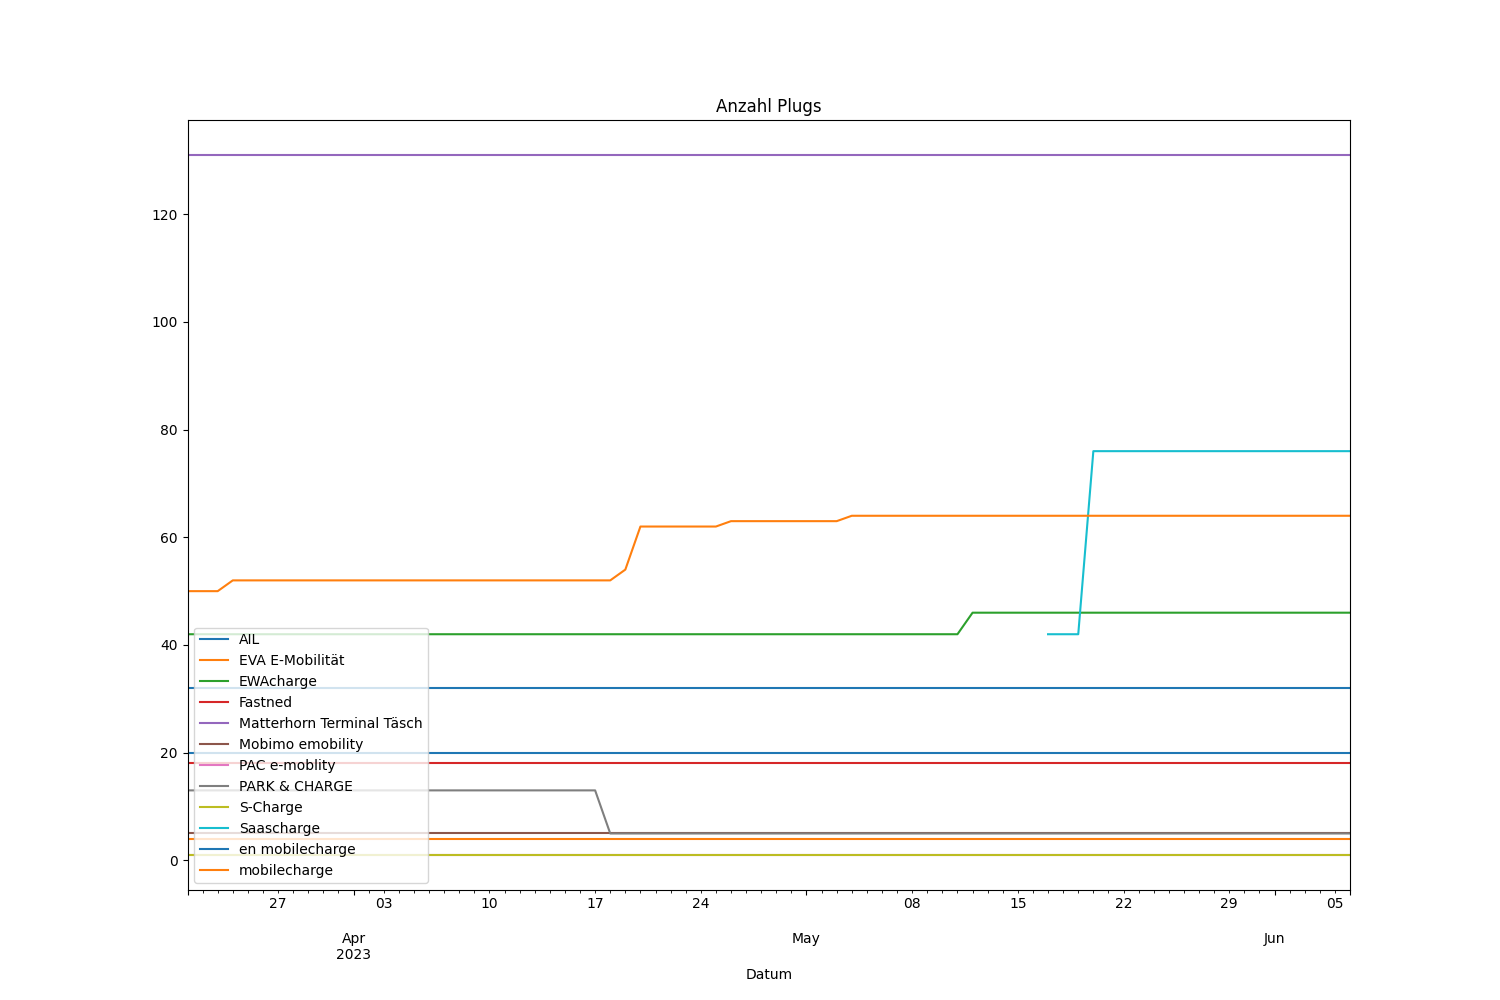 Anzahl Plugs
120
100
80
60
40
20
0
AIL
EVA E-Mobilität
EWAcharge
Fastned
Matterhorn Terminal Täsch
Mobimo emobility
PAC e-moblity
PARK & CHARGE
S-Charge
Saascharge
en mobilecharge
mobilecharge
27 03 10 17 24 08 15 22 29 05
Apr May Jun
2023
Datum